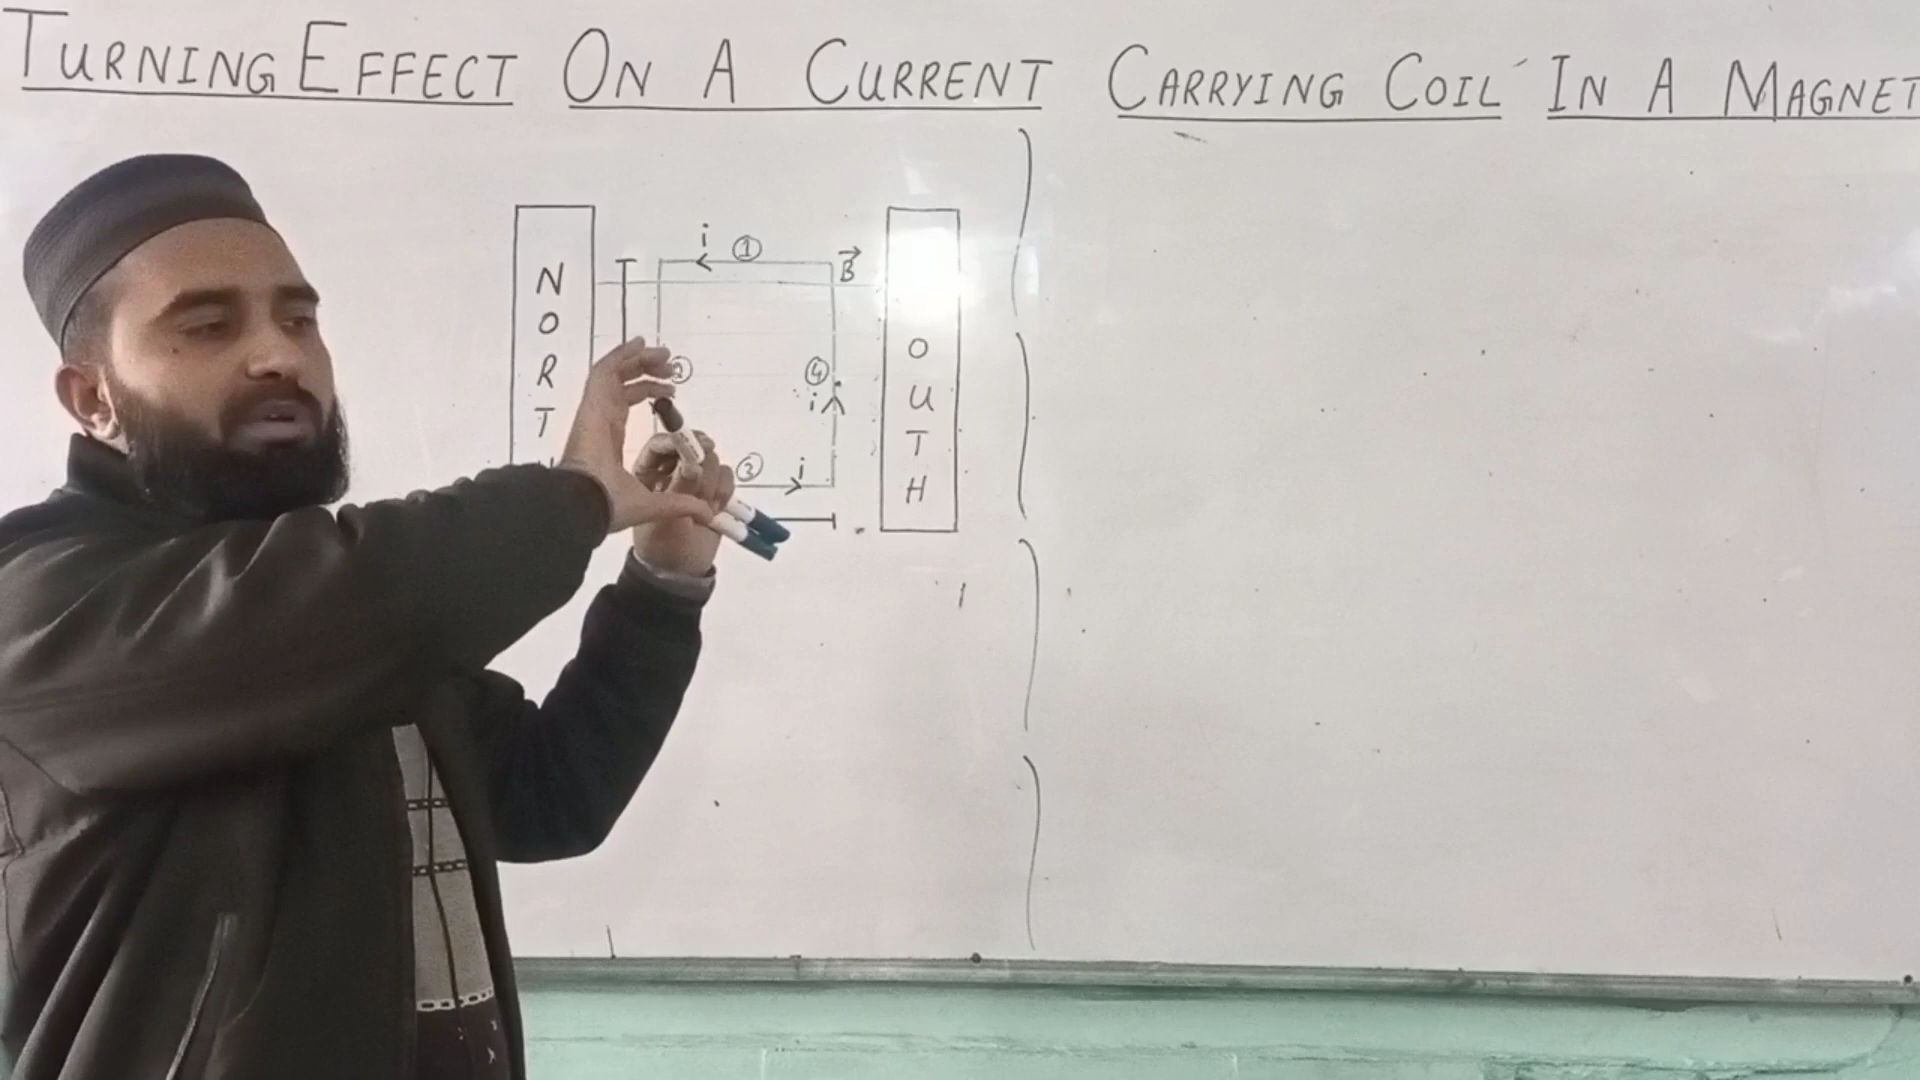 TURNING EFFECT ON A CURRENT CARRYING COIL IN A MAGNET
i ①
B
N
O
R
T
②
④
i
③ i
O
U
T
H